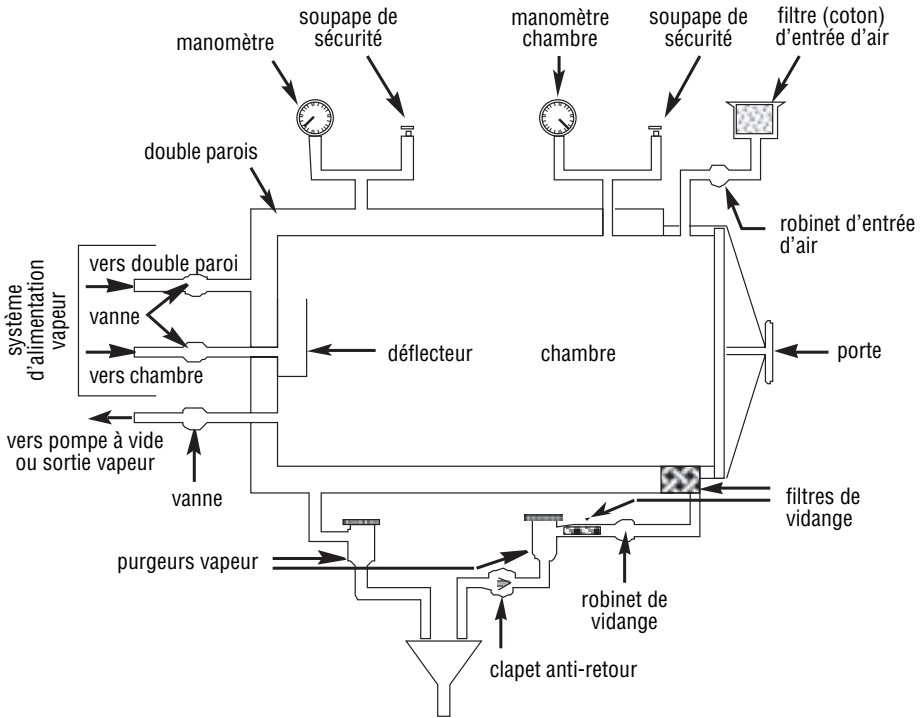 soupape de
sécurité
manomètre
manomètre
chambre
soupape de
sécurité
filtre (coton)
d'entrée d'air
double parois
robinet d'entrée
d'air
système
d'alimentation
vapeur
vers double paroi
vanne
vers chambre
déflecteur
chambre
porte
vers pompe à vide
ou sortie vapeur
vanne
filtres de
vidange
purgeurs vapeur
robinet de
vidange
clapet anti-retour